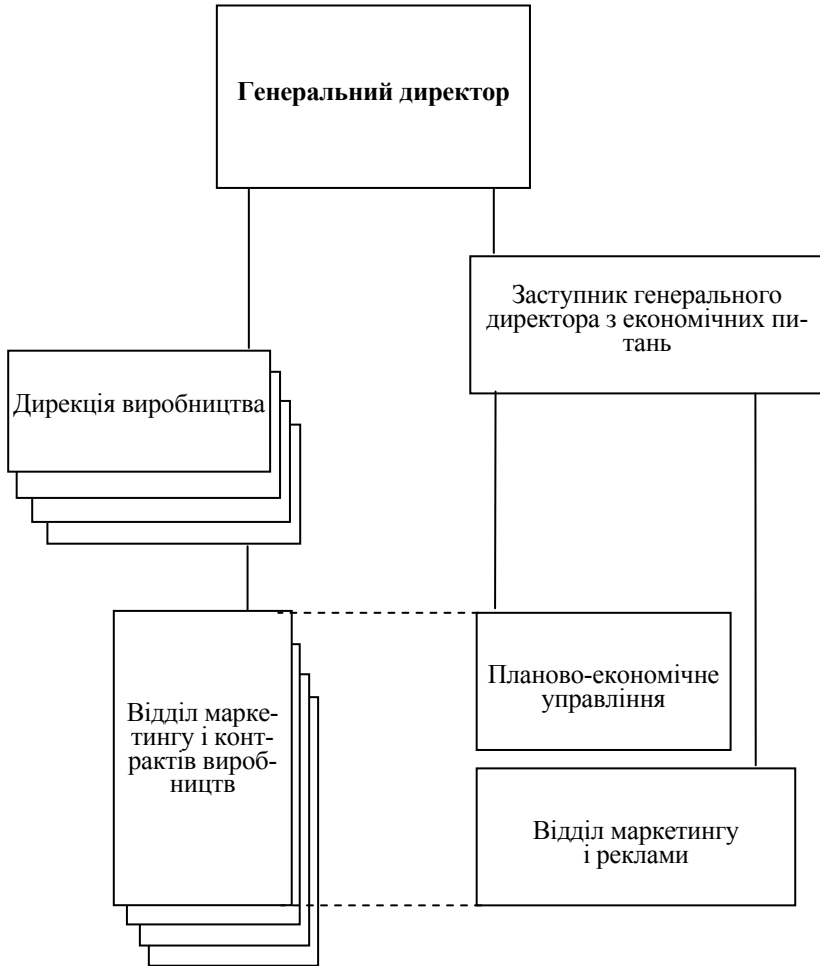 Генеральний директор
Заступник генерального
директора з економічних пи-
тань
Дирекція виробництва
Відділ марке-
тингу і конт-
рактів вироб-
ництв
Планово-економічне
управління
Відділ маркетингу
і реклами